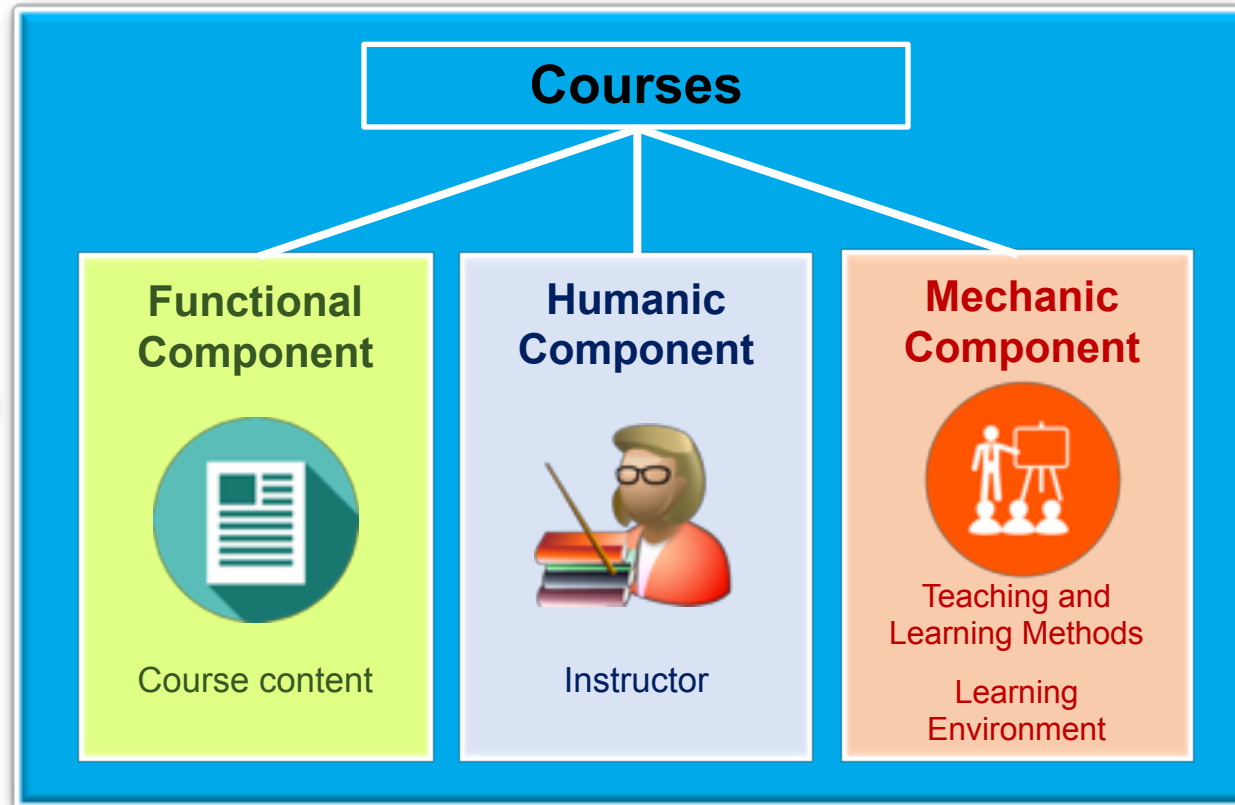 Courses
Functional
Component
Course content
Humanic
Component
Instructor
Mechanic
Component
Teaching and
Learning Methods
Learning
Environment